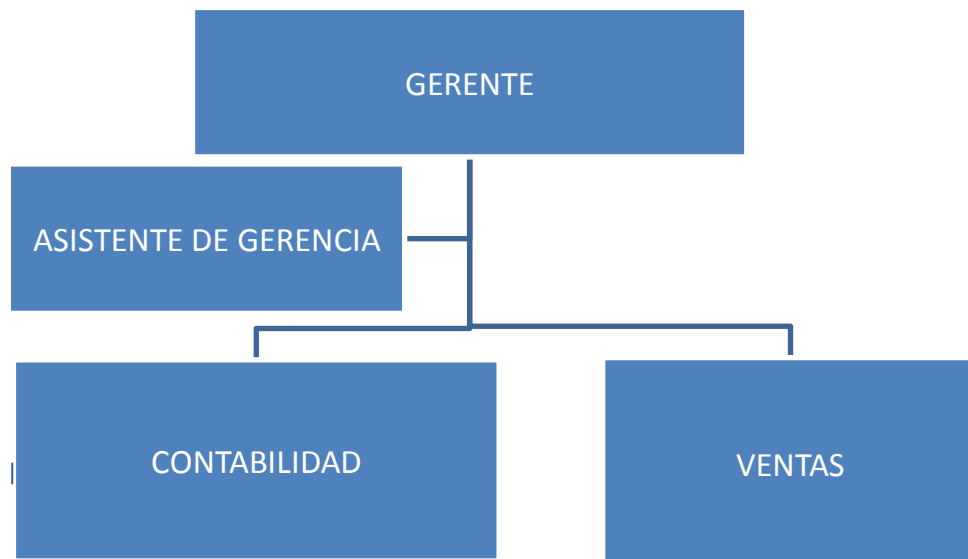 GERENTE
ASISTENTE DE GERENCIA
CONTABILIDAD
VENTAS